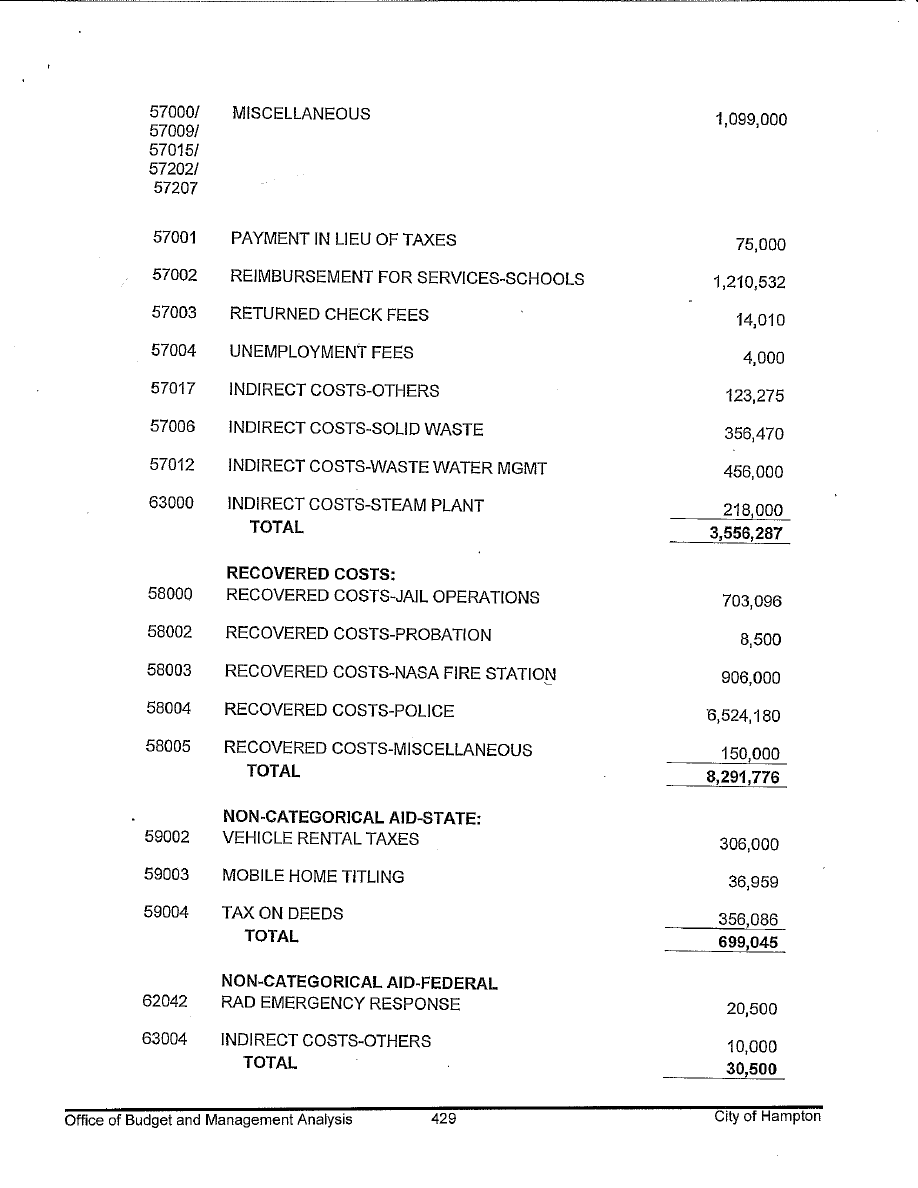 57000/ MISCELLANEOUS 1,099,000
57009/
57015/
57202/
57207
57001 PAYMENT IN LIEU OF TAXES 75,000
57002 REIMBURSEMENT FOR SERVICES-SCHOOLS 1,210,532
57003 RETURNED CHECK FEES 14,010
57004 UNEMPLOYMENT FEES 4,000
57017 INDIRECT COSTS-OTHERS 123,275
57006 INDIRECT COSTS-SOLID WASTE 356,470
57012 INDIRECT COSTS-WASTE WATER MGMT 456,000
63000 INDIRECT COSTS-STEAM PLANT 218,000
TOTAL 3,556,287
RECOVERED COSTS:
58000 RECOVERED COSTS-JAIL OPERATIONS 703,096
58002 RECOVERED COSTS-PROBATION 8,500
58003 RECOVERED COSTS-NASA FIRE STATION 906,000
58004 RECOVERED COSTS-POLICE 6,524,180
58005 RECOVERED COSTS-MISCELLANEOUS 150,000
TOTAL 8,291,776
NON-CATEGORICAL AID-STATE:
59002 VEHICLE RENTAL TAXES 306,000
59003 MOBILE HOME TITLING 36,959
59004 TAX ON DEEDS 356,086
TOTAL 699,045
NON-CATEGORICAL AID-FEDERAL
62042 RAD EMERGENCY RESPONSE 20,500
63004 INDIRECT COSTS-OTHERS 10,000
TOTAL 30,500
Office of Budget and Management Analysis 429 City of Hampton